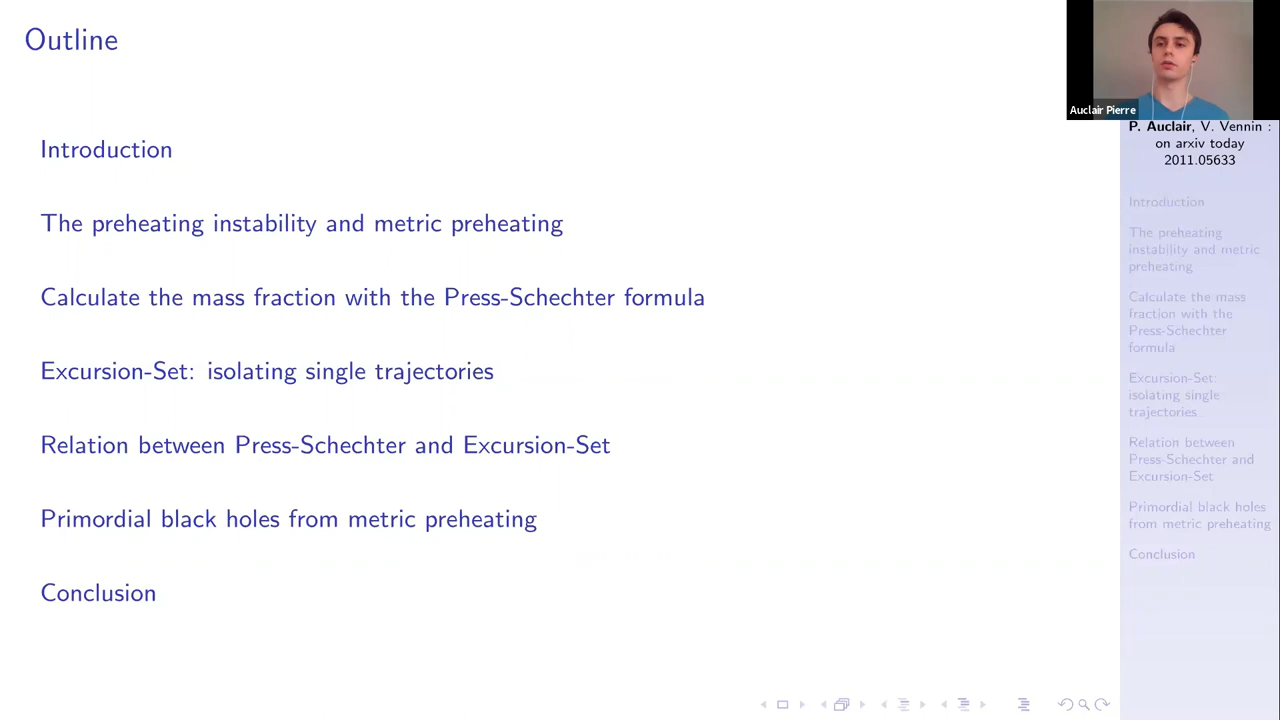 Outline
Introduction
The preheating instability and metric preheating
Calculate the mass fraction with the Press-Schechter formula
Excursion-Set: isolating single trajectories
Relation between Press-Schechter and Excursion-Set
Primordial black holes from metric preheating
Conclusion
Auclair Pierre
P. Auclair, V. Vennin :
on arxiv today
2011.05633
Introduction
The preheating
instability and metric
preheating
Calculate the mass
fraction with the
Press-Schechter
formula
Excursion-Set:
isolating single
trajectories
Relation between
Press-Schechter and
Excursion-Set
Primordial black holes
from metric preheating
Conclusion